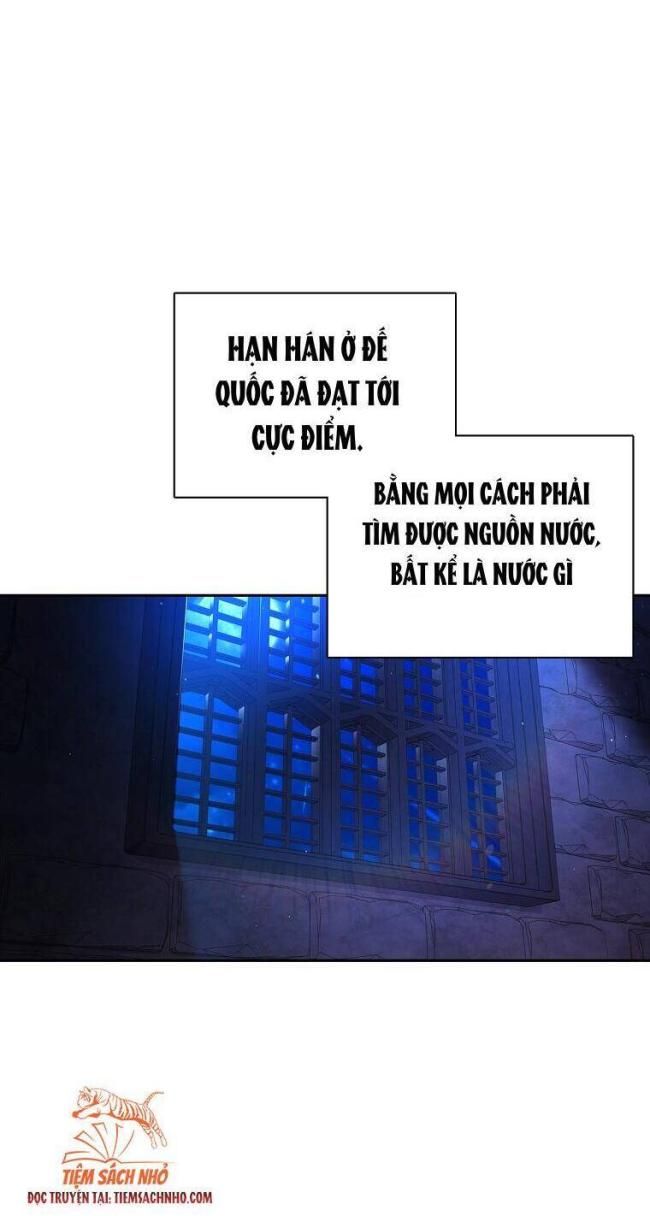 HẠN HÁN Ở ĐẾ
QUỐC ĐÃ ĐẠT TỚI
CỰC ĐIỂM.
BẰNG MỌI CÁCH PHẢI
TÌM ĐƯỢC NGUỒN NƯỚC,
BẤT KỂ LÀ NƯỚC GÌ
TIỆM SÁCH NHỎ
ĐỌC TRUYỆN TẠI: TIEMSACHNHO.COM